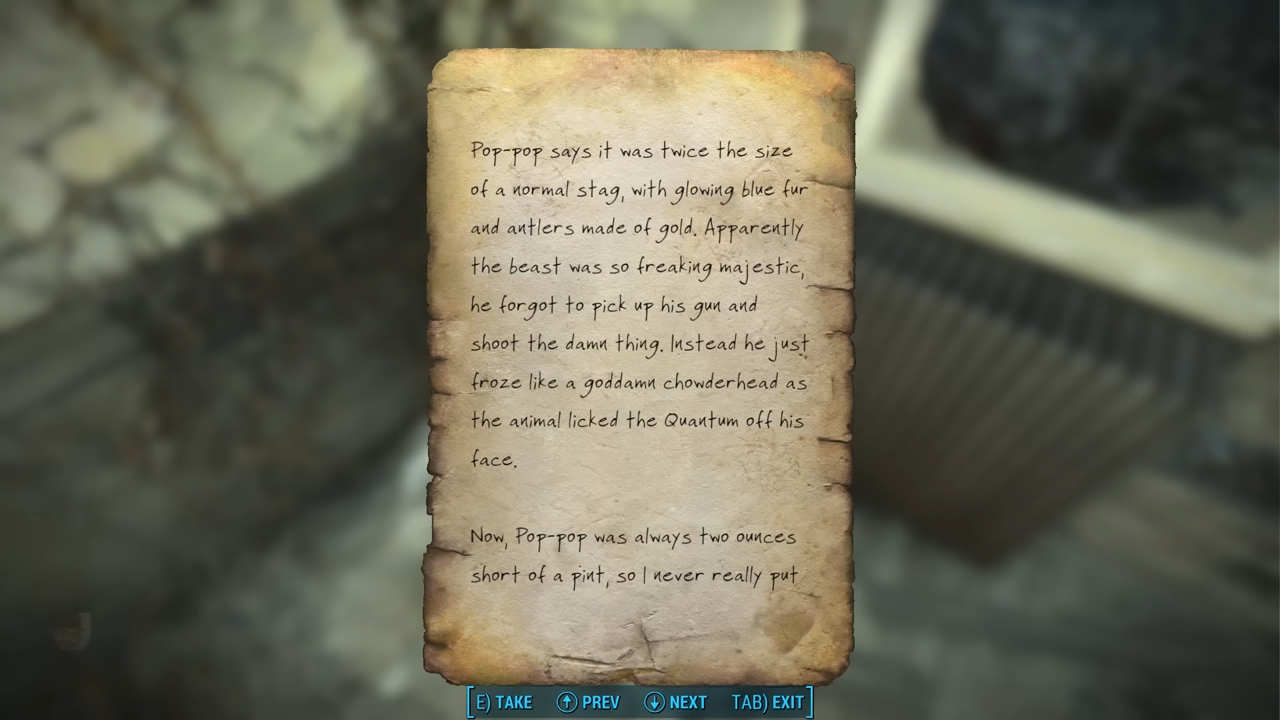 Pop-pop says it was twice the size
of a normal stag, with glowing blue fur
and antlers made of gold. Apparently
the beast was so freaking majestic,
he forgot to pick up his gun and
shoot the damn thing. Instead he just
froze like a goddamn chowderhead as
the animal licked the Quantum off his
face.
Now, Pop-pop was always two ounces
short of a pint, so I never really put
E) TAKE PREV NEXT TAB) EXIT